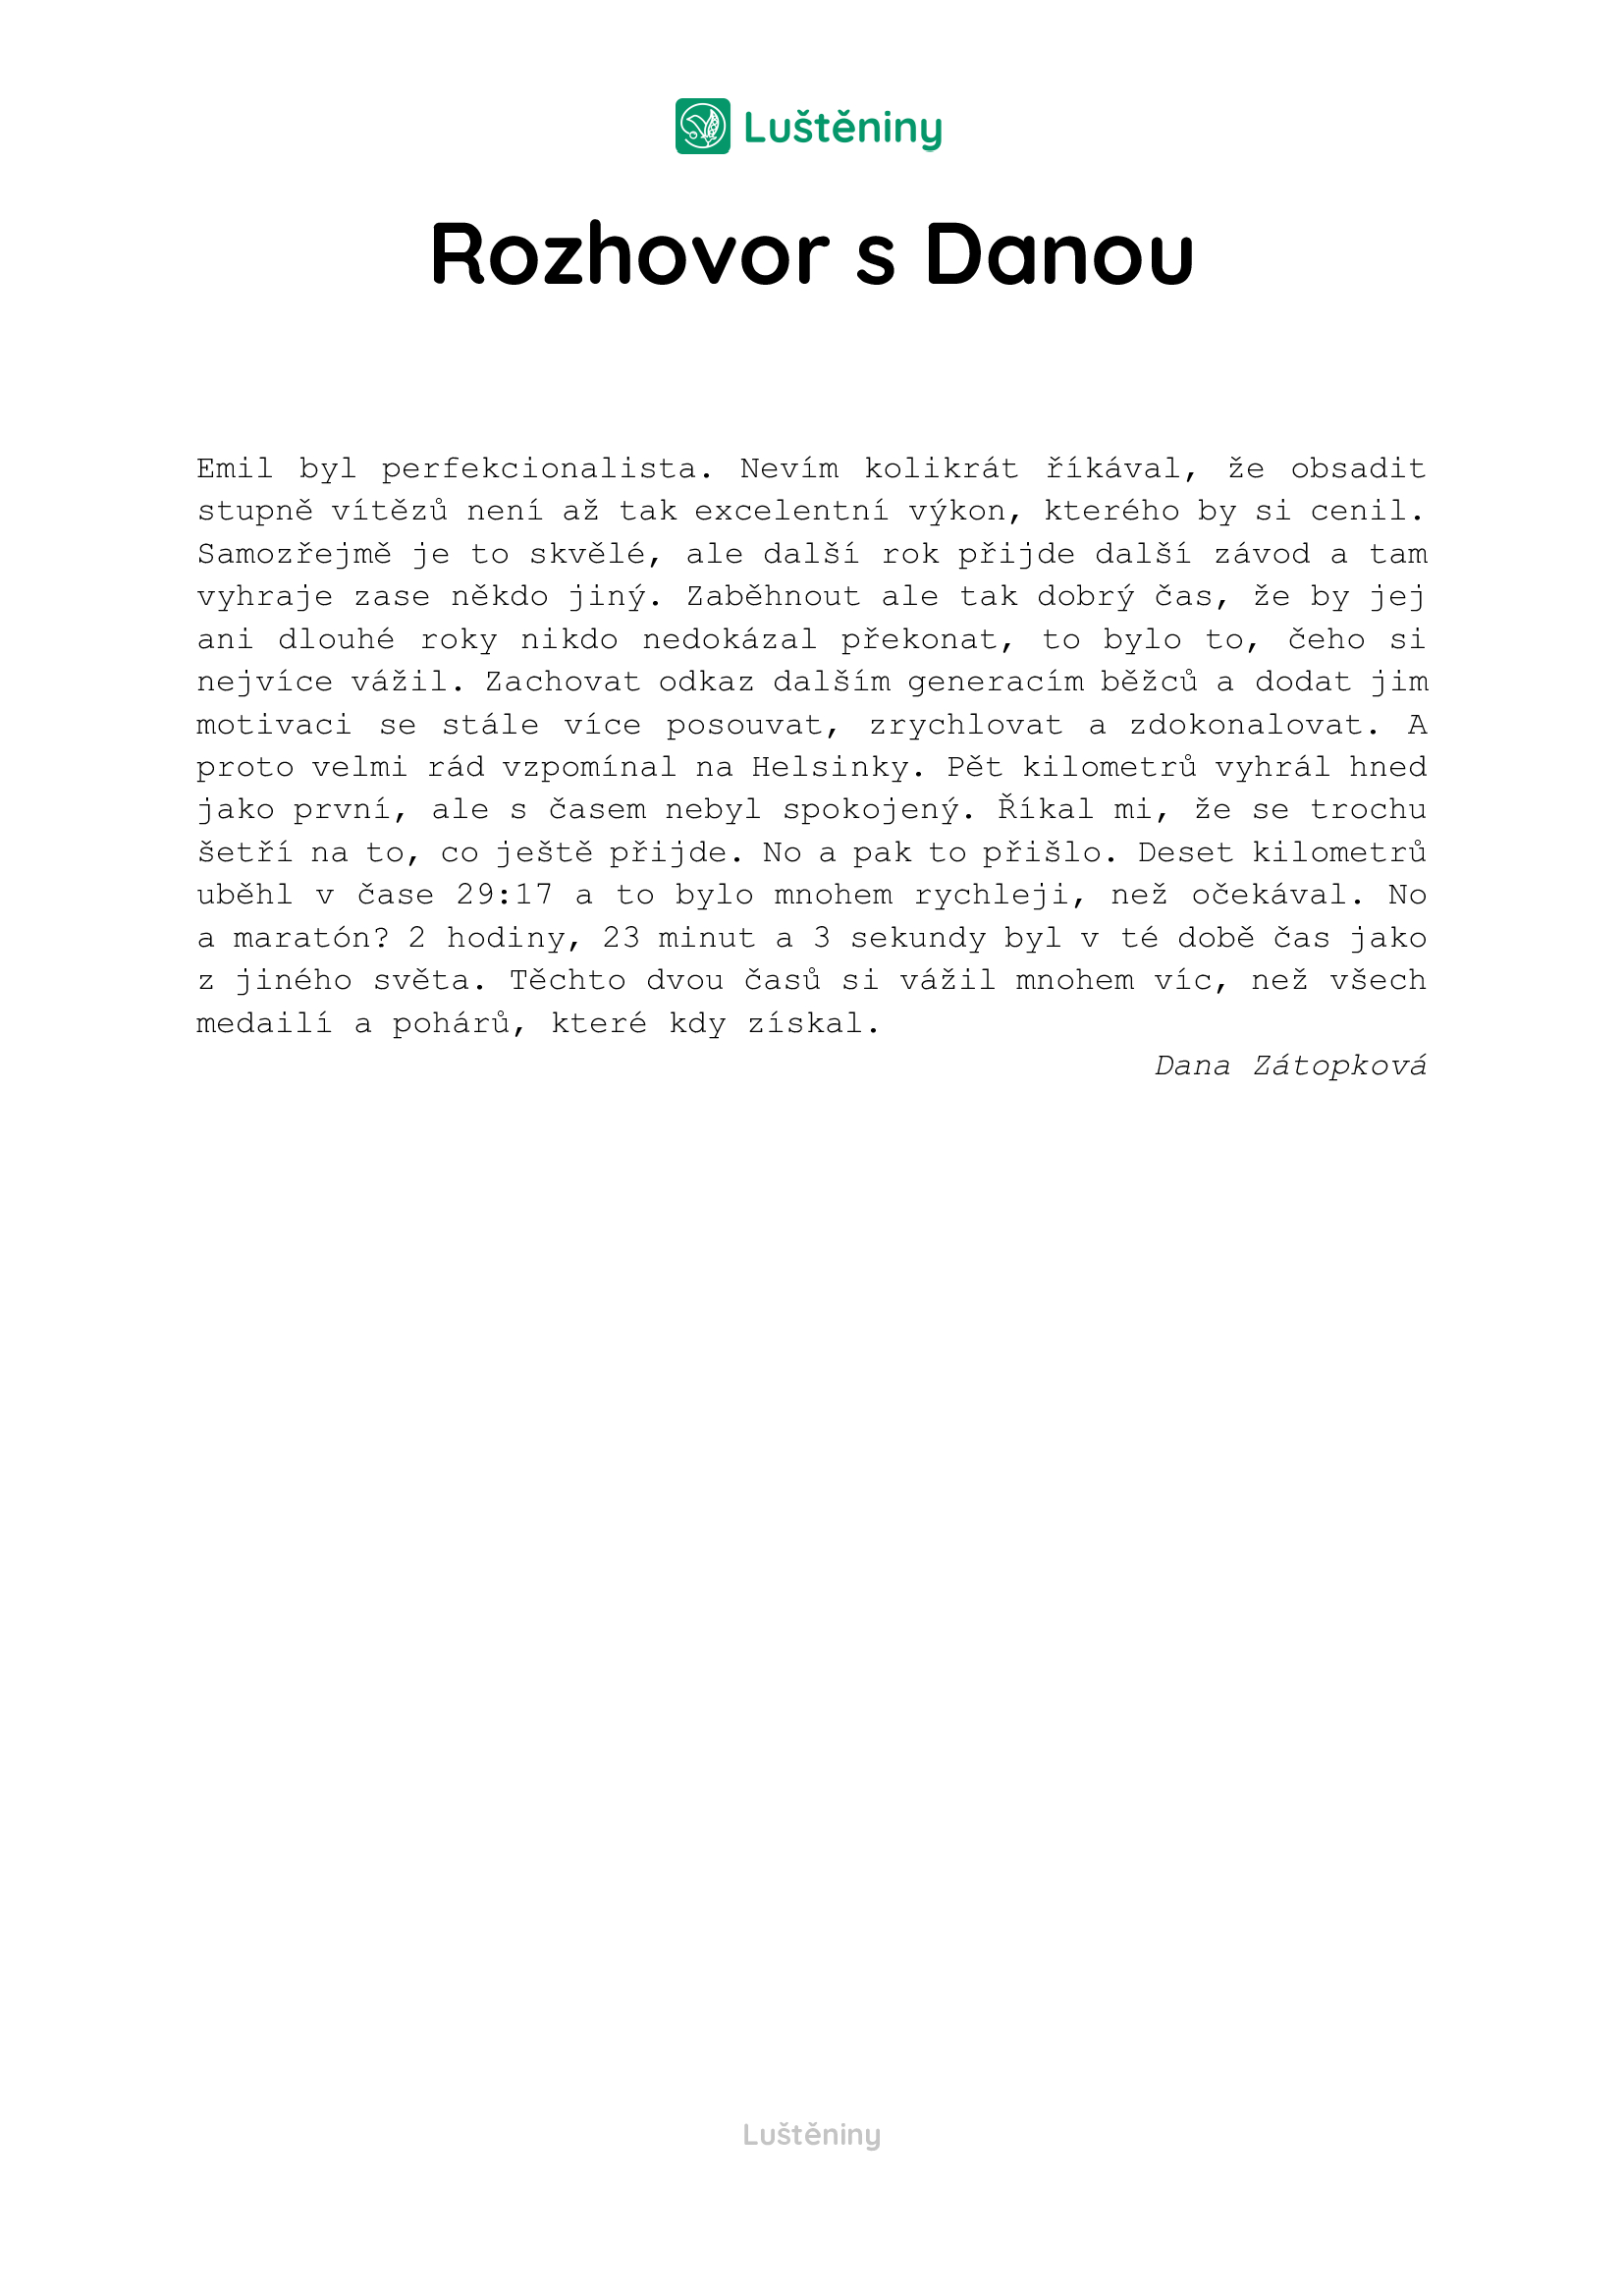 Luštěniny
Rozhovor s Danou
Emil byl perfekcionalista. Nevím kolikrát říkával, že obsadit
stupně vítězů není až tak excelentní výkon, kterého by si cenil.
Samozřejmě je to skvělé, ale další rok přijde další závod a tam
vyhraje zase někdo jiný. Zaběhnout ale tak dobrý čas, že by jej
ani dlouhé roky nikdo nedokázal překonat, to bylo to, čeho si
nejvíce vážil. Zachovat odkaz dalším generacím běžců a dodat jim
motivaci se stále více posouvat, zrychlovat a zdokonalovat. A
proto velmi rád vzpomínal na Helsinky. Pět kilometrů vyhrál hned
jako první, ale s časem nebyl spokojený. Říkal mi, že se trochu
šetří na to, co ještě přijde. No a pak to přišlo. Deset kilometrů
uběhl v čase 29:17 a to bylo mnohem rychleji, než očekával. No
a maratón? 2 hodiny, 23 minut a 3 sekundy byl v té době čas jako
z jiného světa. Těchto dvou časů si vážil mnohem víc, než všech
medailí a pohárů, které kdy získal.
Dana Zátopková
Luštěniny